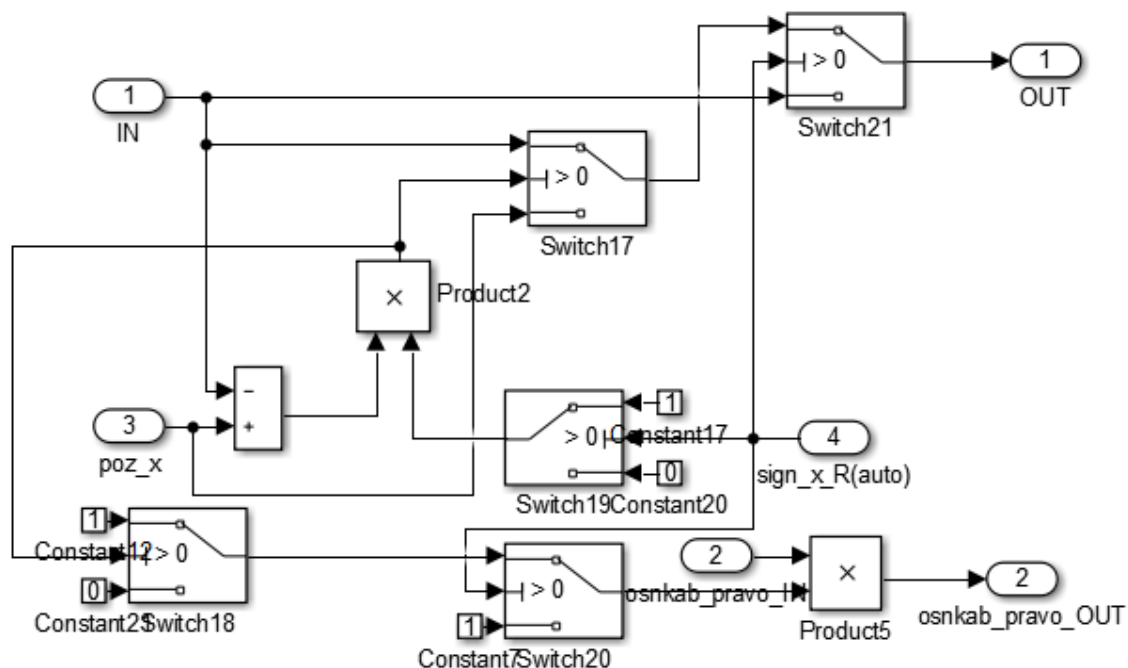 1
IN
> 0
Switch21
1
OUT
> 0
Switch17
×
Product2
−
+
3
poz_x
1
Constant17
> 0
0
Switch19
Constant20
4
sign_x_R(auto)
1
Constant12
> 0
0
Switch18
> 0
1
Constant7
Switch20
2
×
Product5
2
osnkab_pravo_OUT